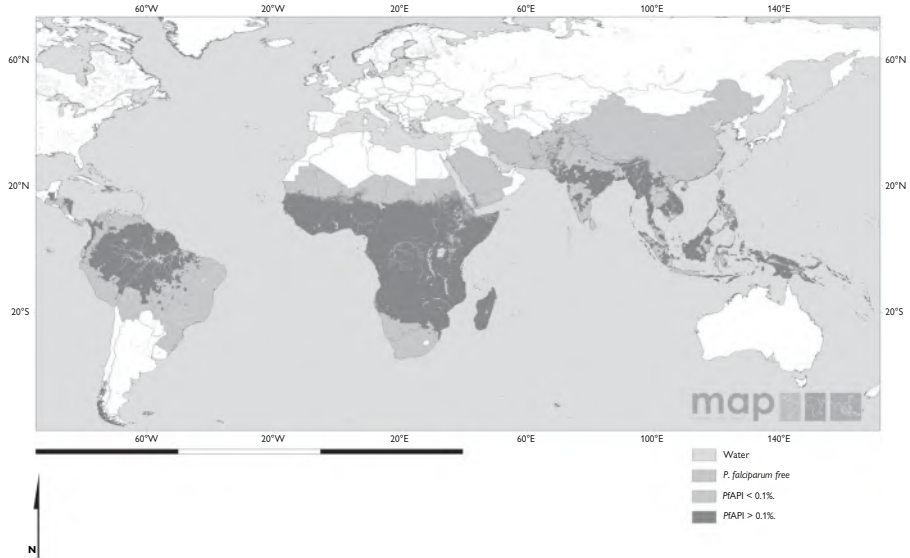 60°W 20°W 20°E 60°E 100°E 140°E
60°N 60°N
20°N 20°N
20°S 20°S
map
60°W 20°W 20°E 60°E 100°E 140°E
Water
P. falciparum free
PfAPI < 0.1%.
PfAPI > 0.1%.
N